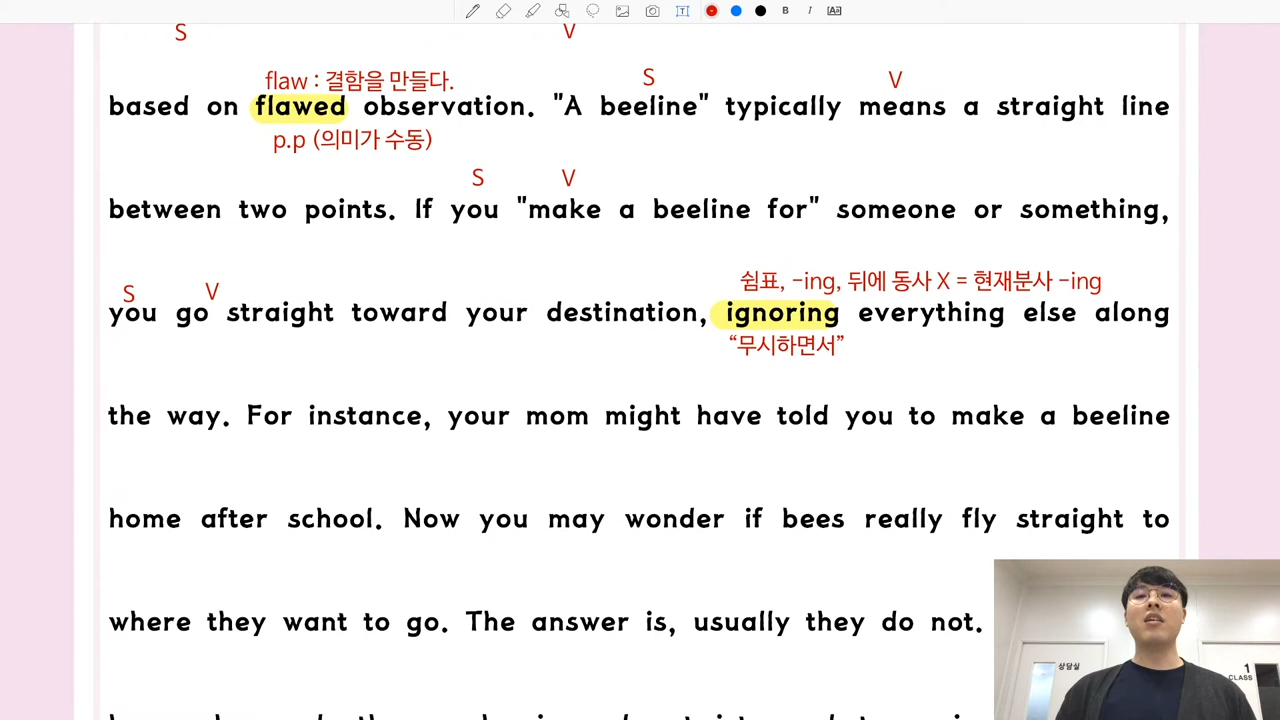 S V
flaw : 결함을 만들다. S V
based on flawed observation. "A beeline" typically means a straight line
p.p (의미가 수동)
S V
between two points. If you "make a beeline for" someone or something,
쉼표, -ing, 뒤에 동사 X = 현재분사 -ing
S V
you go straight toward your destination, ignoring everything else along
“무시하면서”
the way. For instance, your mom might have told you to make a beeline
home after school. Now you may wonder if bees really fly straight to
where they want to go. The answer is, usually they do not.
상담실
1
CLASS